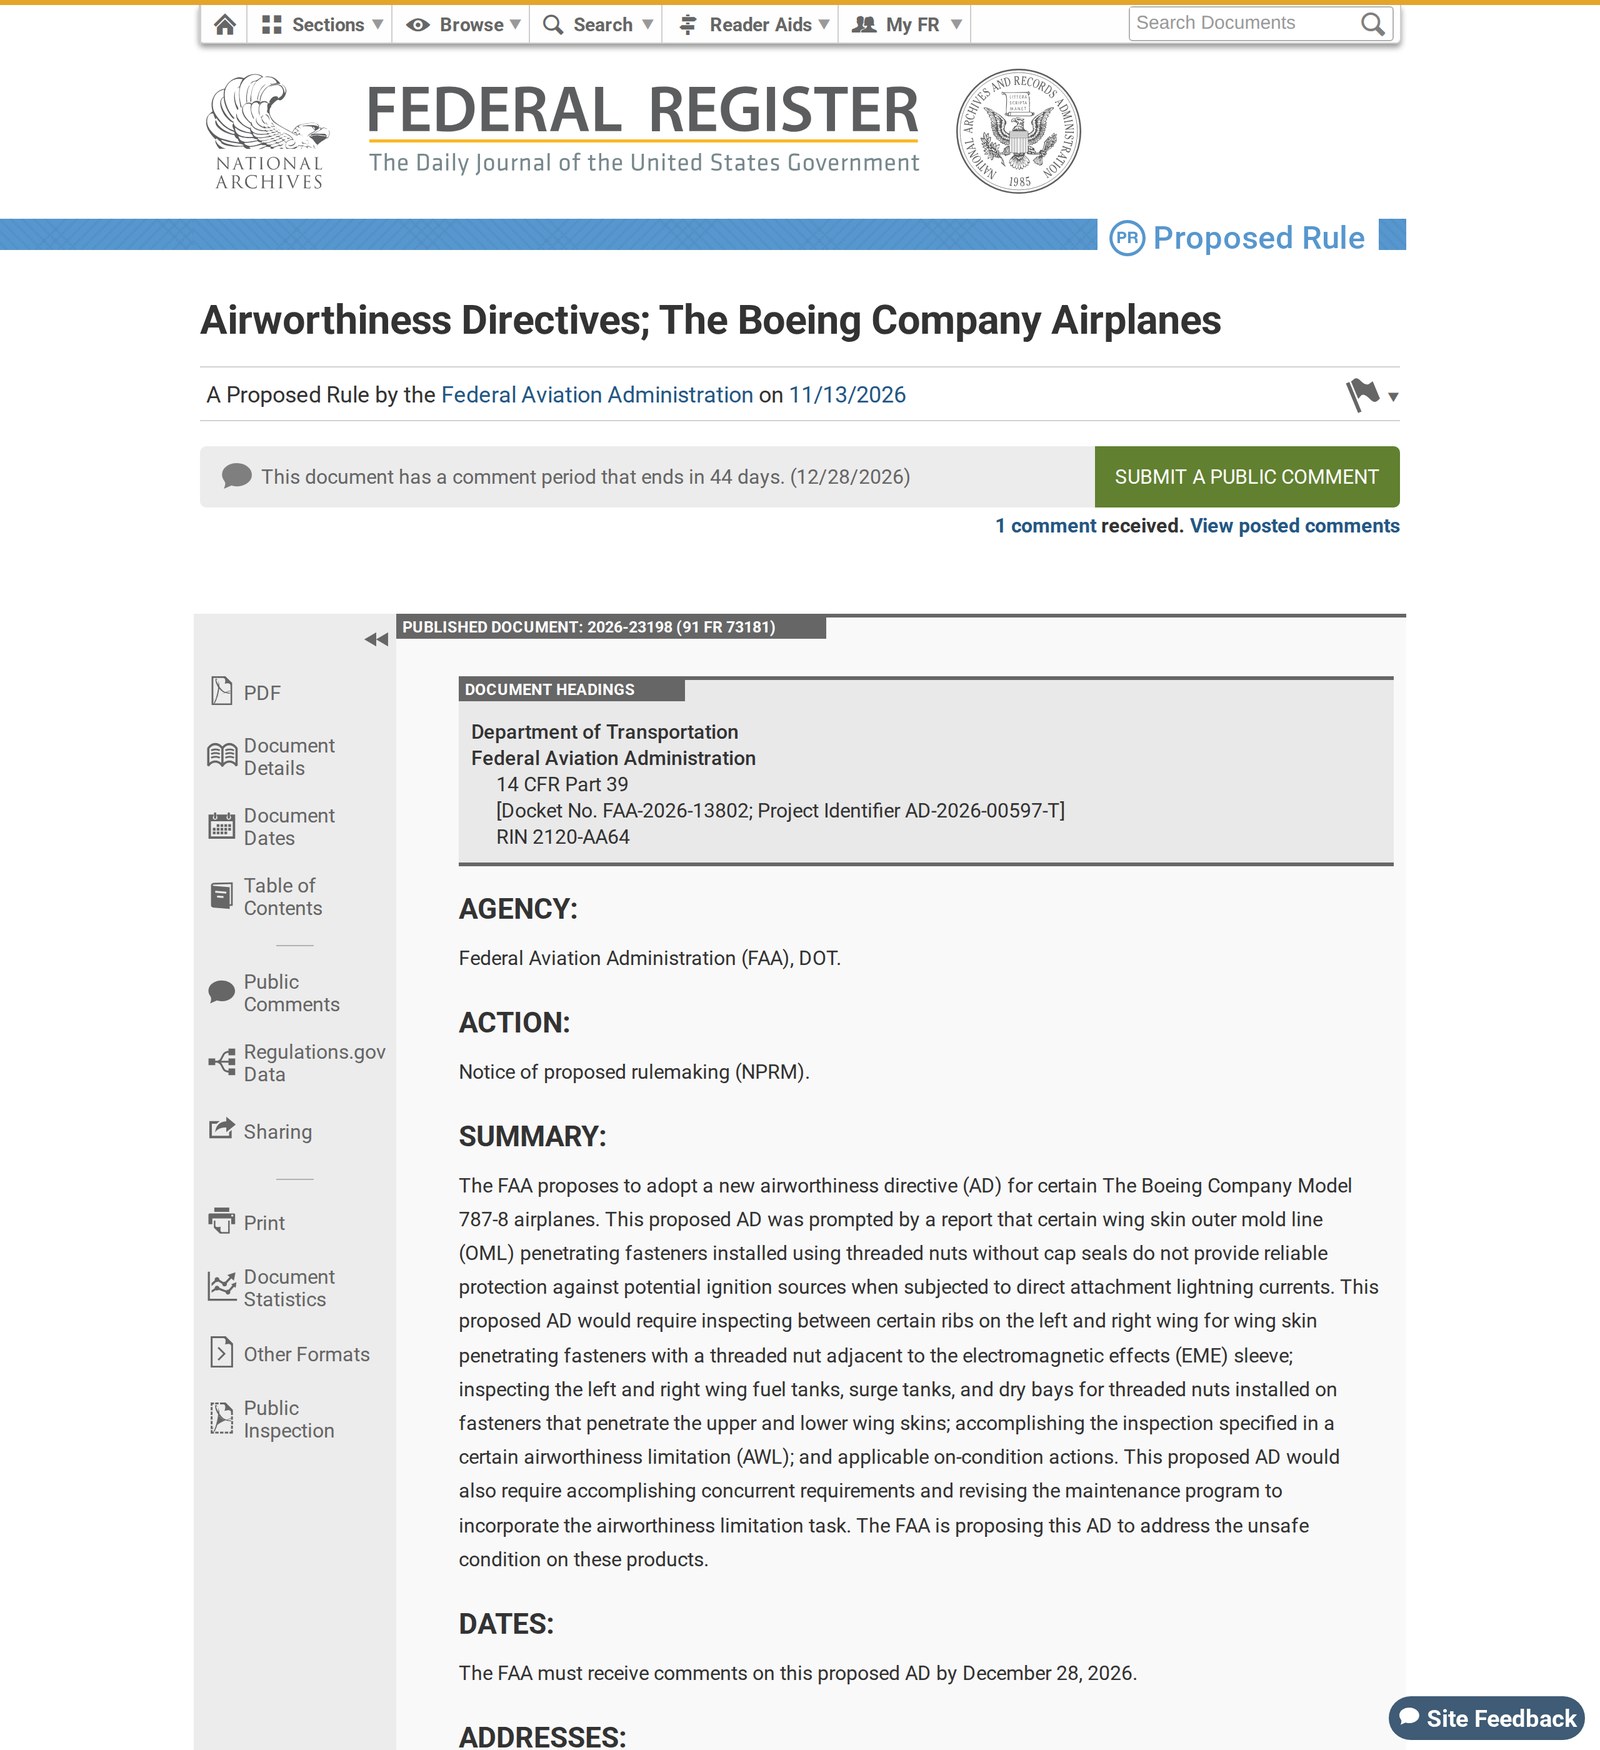 Sections
Browse
Search
Reader Aids
My FR
Search Documents
NATIONAL
ARCHIVES
FEDERAL REGISTER
The Daily Journal of the United States Government
NATIONAL ARCHIVES AND RECORDS ADMINISTRATION
LITTERA
SCRIPTA
MANET
1985
PR Proposed Rule
Airworthiness Directives; The Boeing Company Airplanes
A Proposed Rule by the Federal Aviation Administration on 11/13/2026
This document has a comment period that ends in 44 days. (12/28/2026)
SUBMIT A PUBLIC COMMENT
1 comment received. View posted comments
PDF
Document
Details
Document
Dates
Table of
Contents
Public
Comments
Regulations.gov
Data
Sharing
Print
Document
Statistics
Other Formats
Public
Inspection
PUBLISHED DOCUMENT: 2026-23198 (91 FR 73181)
DOCUMENT HEADINGS
Department of Transportation
Federal Aviation Administration
14 CFR Part 39
[Docket No. FAA-2026-13802; Project Identifier AD-2026-00597-T]
RIN 2120-AA64
AGENCY:
Federal Aviation Administration (FAA), DOT.
ACTION:
Notice of proposed rulemaking (NPRM).
SUMMARY:
The FAA proposes to adopt a new airworthiness directive (AD) for certain The Boeing Company Model
787-8 airplanes. This proposed AD was prompted by a report that certain wing skin outer mold line
(OML) penetrating fasteners installed using threaded nuts without cap seals do not provide reliable
protection against potential ignition sources when subjected to direct attachment lightning currents. This
proposed AD would require inspecting between certain ribs on the left and right wing for wing skin
penetrating fasteners with a threaded nut adjacent to the electromagnetic effects (EME) sleeve;
inspecting the left and right wing fuel tanks, surge tanks, and dry bays for threaded nuts installed on
fasteners that penetrate the upper and lower wing skins; accomplishing the inspection specified in a
certain airworthiness limitation (AWL); and applicable on-condition actions. This proposed AD would
also require accomplishing concurrent requirements and revising the maintenance program to
incorporate the airworthiness limitation task. The FAA is proposing this AD to address the unsafe
condition on these products.
DATES:
The FAA must receive comments on this proposed AD by December 28, 2026.
ADDRESSES:
Site Feedback